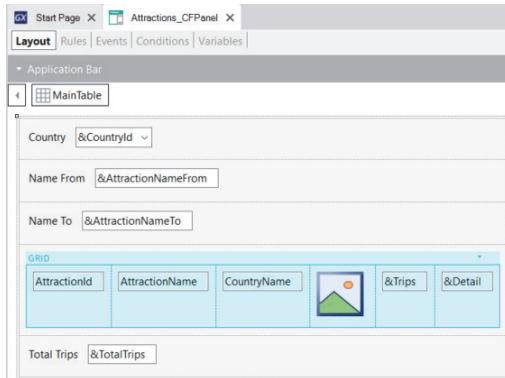 GX Start Page X Attractions_CFPanel X
Layout Rules Events Conditions Variables
Application Bar
MainTable
Country &CountryId
Name From &AttractionNameFrom
Name To &AttractionNameTo
GRID
AttractionId AttractionName CountryName &Trips &Detail
Total Trips &TotalTrips